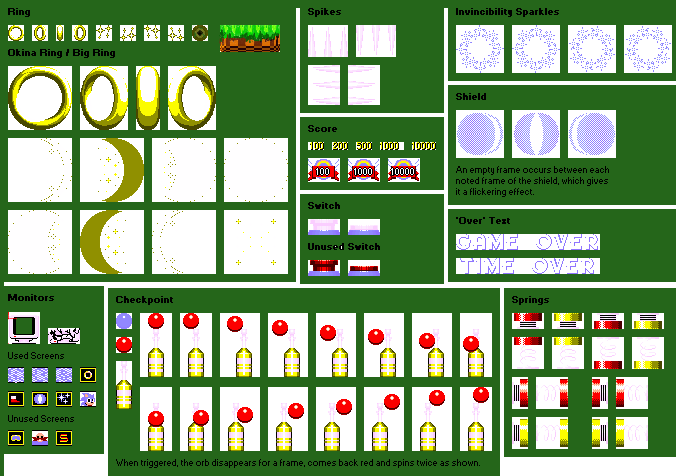 Ring
Okina Ring / Big Ring
Spikes
Score
100 200 500 1000 10000
100 1000 10000
Switch
Unused Switch
Invincibility Sparkles
Shield
An empty frame occurs between each
noted frame of the shield, which gives
it a flickering effect.
'Over' Text
GAME OVER
TIME OVER
Monitors
Used Screens
Unused Screens
S
Checkpoint
When triggered, the orb disappears for a frame, comes back red and spins twice as shown.
Springs